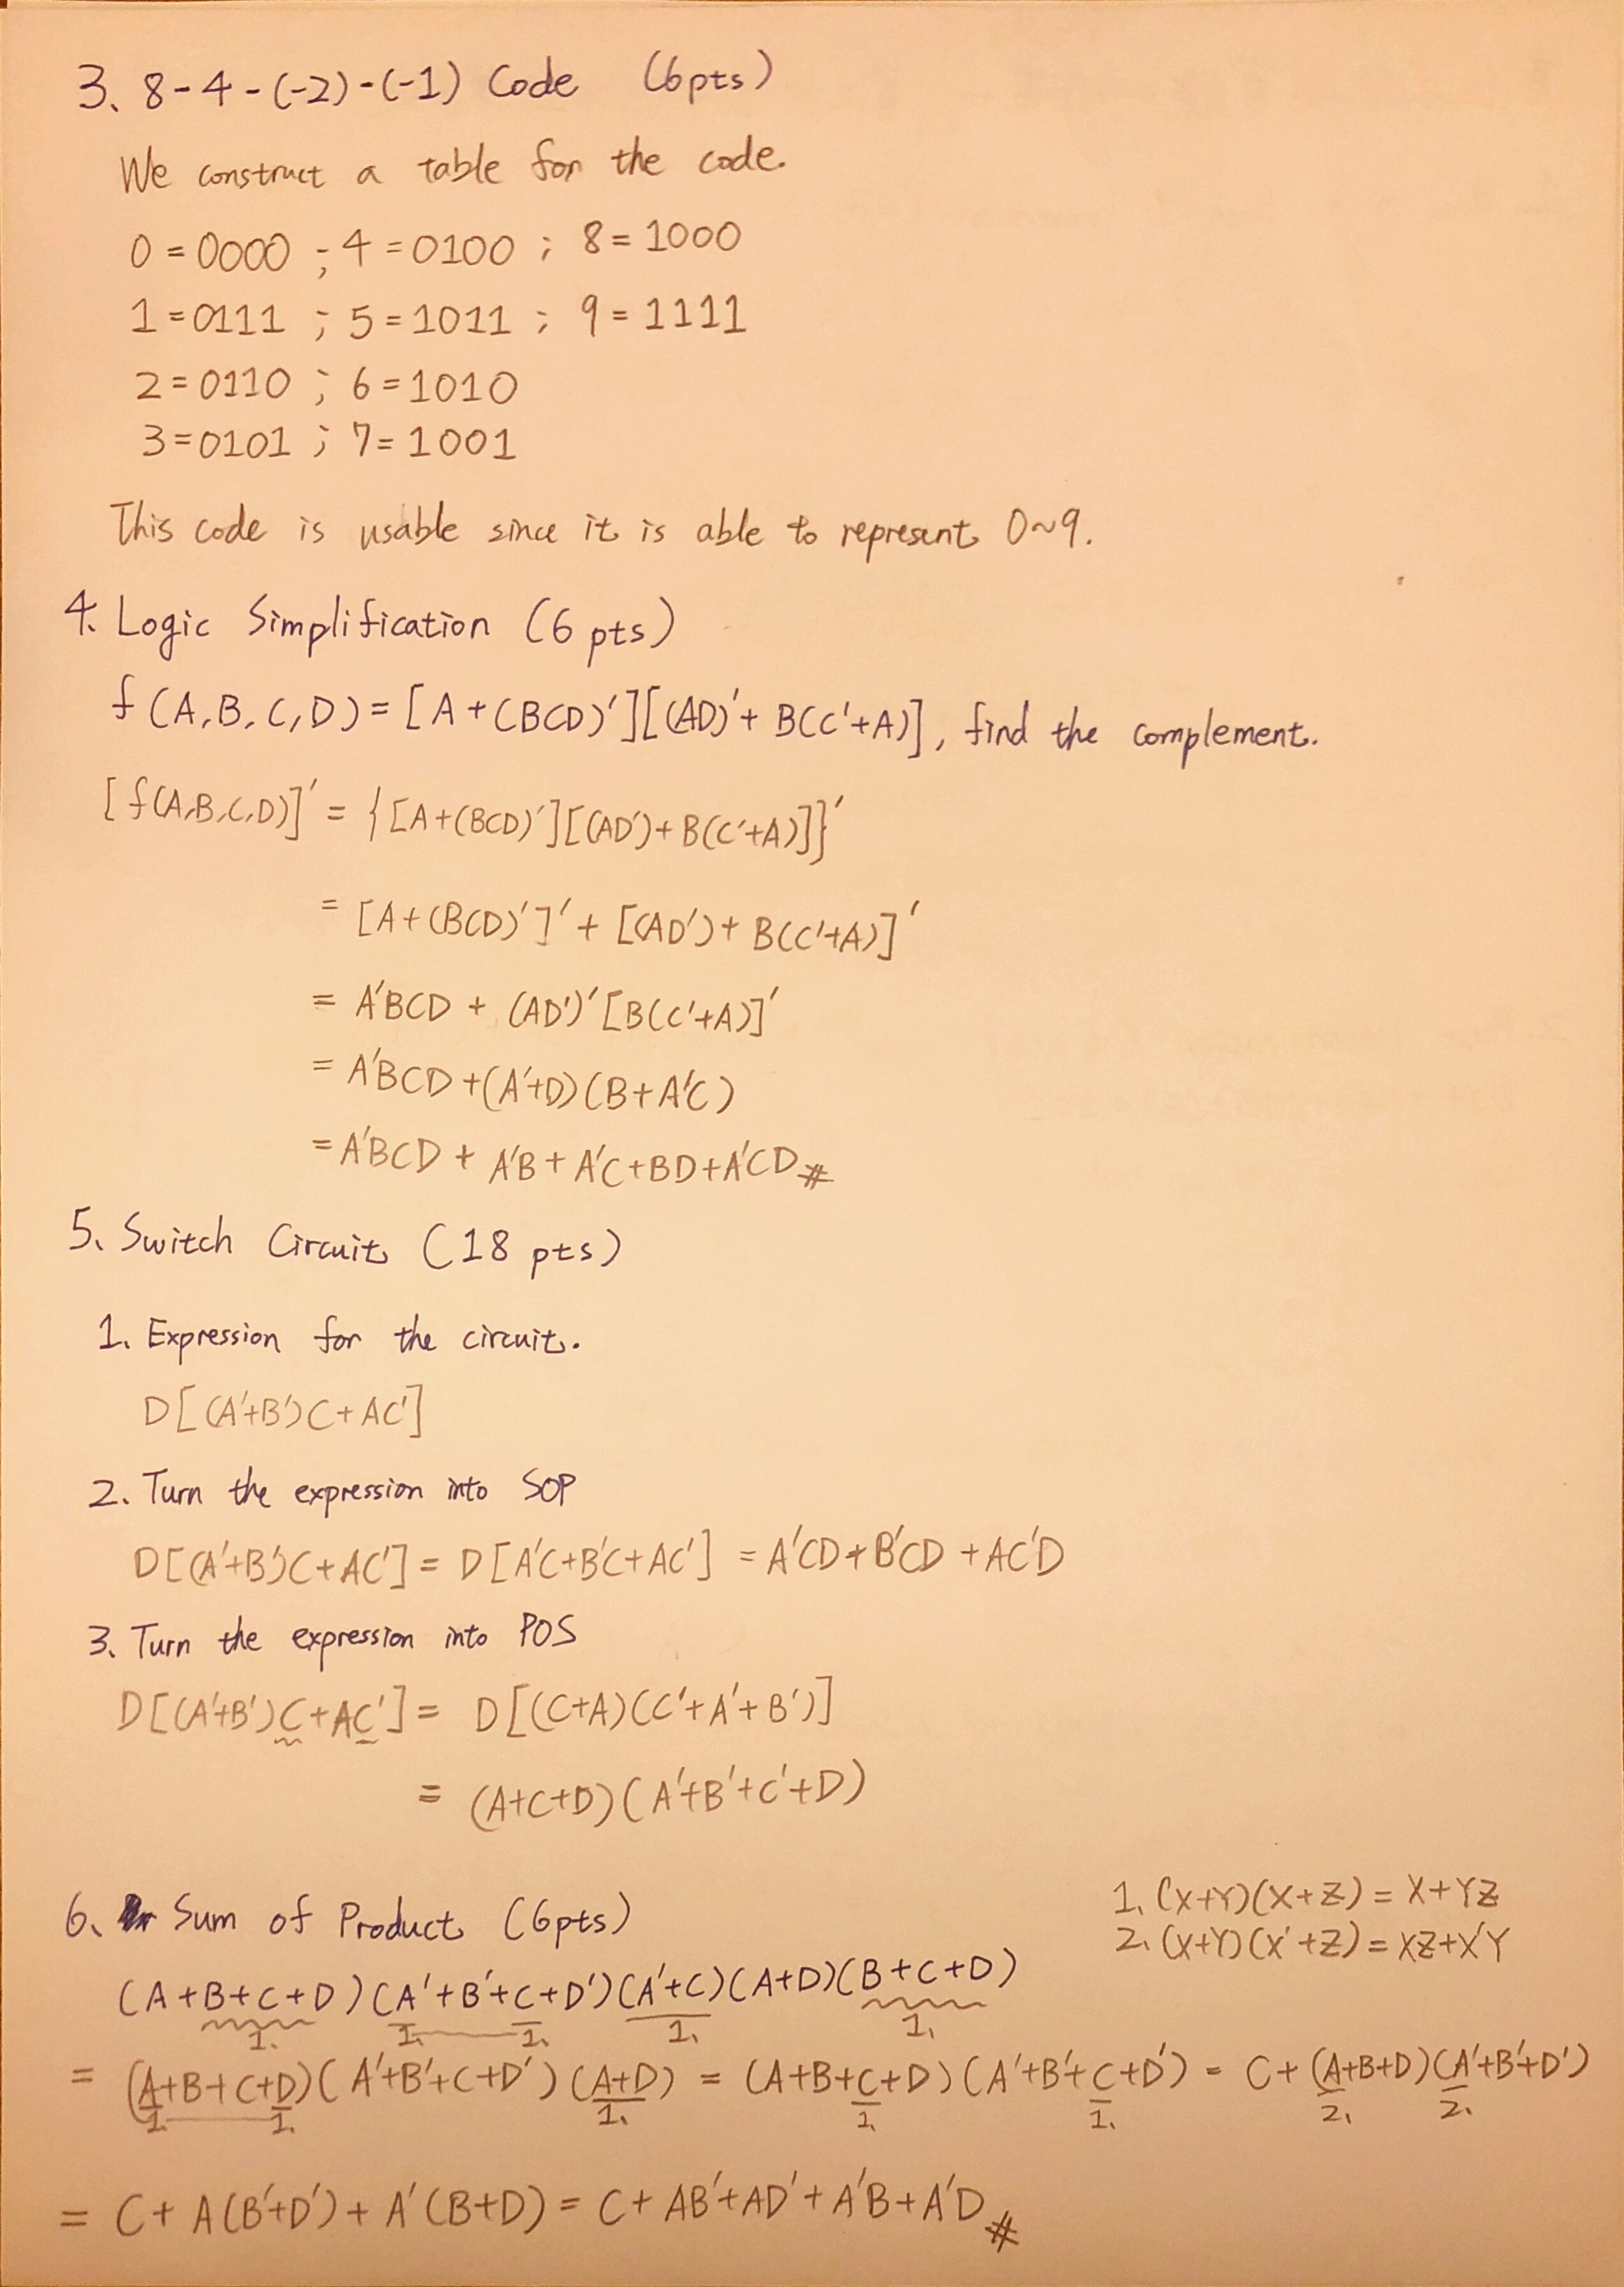 3. 8-4-(-2)-(-1) Code (6pts)
We construct a table for the code.
0=0000 ; 4=0100 ; 8=1000
1=0111 ; 5=1011 ; 9=1111
2=0110 ; 6=1010
3=0101 ; 7=1001
This code is usable since it is able to represent 0~9.
4. Logic Simplification (6 pts)
f(A,B,C,D)=[A+(BCD)'][(AD)'+B(C'+A)], find the complement.
[f(A,B,C,D)]' = {[A+(BCD)'][(AD')+B(C'+A)]}'
= [A+(BCD)']' + [(AD')+B(C'+A)]'
= A'BCD + (AD')'[B(C'+A)]'
= A'BCD+(A'+D)(B+A'C)
= A'BCD + A'B+A'C+BD+A'CD #
5. Switch Circuit (18 pts)
1. Expression for the circuit.
D[(A'+B')C+AC']
2. Turn the expression into SOP
D[(A'+B')C+AC'] = D[A'C+B'C+AC'] = A'CD+B'CD+AC'D
3. Turn the expression into POS
D[(A'+B')C+AC'] = D[(C+A)(C'+A'+B')]
= (A+C+D)(A'+B'+C'+D)
1. (X+Y)(X+Z) = X+YZ
2. (X+Y)(X'+Z) = XZ+X'Y
6. Sum of Product (6pts)
(A+B+C+D)(A'+B'+C+D')(A'+C)(A+D)(B+C+D)
1. 1. 1. 1. 1.
= (A+B+C+D)(A'+B'+C+D')(A+D) = (A+B+C+D)(A'+B'+C+D') = C+(A+B+D)(A'+B'+D')
1. 1. 1. 1. 1. 2. 2.
= C+A(B'+D')+A'(B+D) = C+AB'+AD'+A'B+A'D #